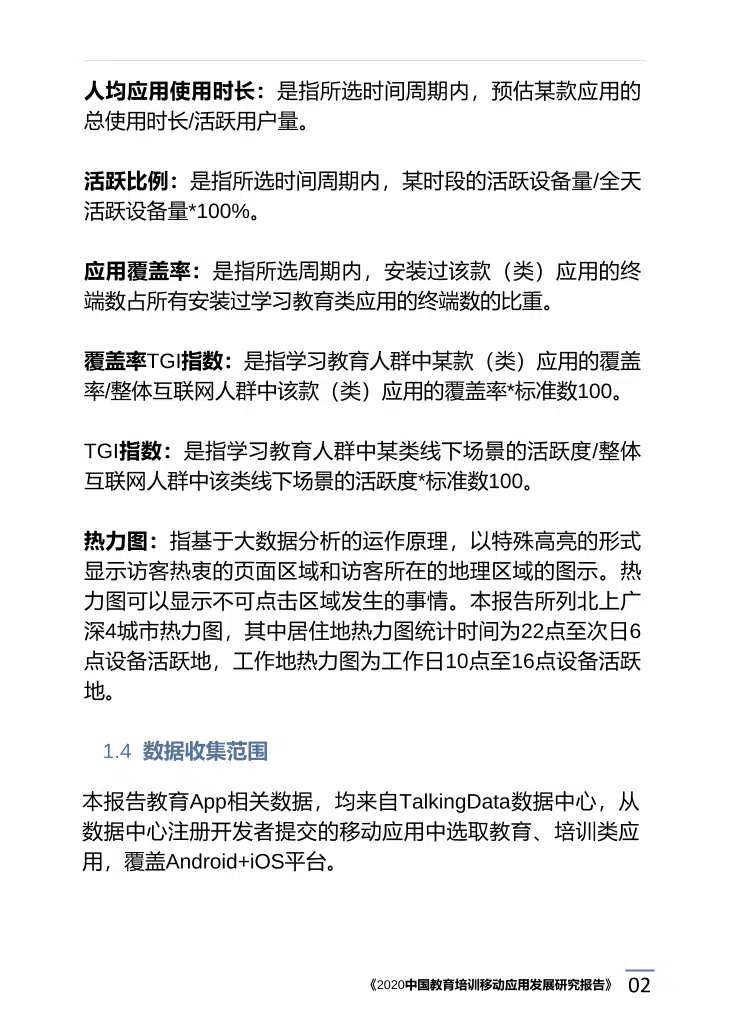 人均应用使用时长：是指所选时间周期内，预估某款应用的
总使用时长/活跃用户量。
活跃比例：是指所选时间周期内，某时段的活跃设备量/全天
活跃设备量*100%。
应用覆盖率：是指所选周期内，安装过该款（类）应用的终
端数占所有安装过学习教育类应用的终端数的比重。
覆盖率TGI指数：是指学习教育人群中某款（类）应用的覆盖
率/整体互联网人群中该款（类）应用的覆盖率*标准数100。
TGI指数：是指学习教育人群中某类线下场景的活跃度/整体
互联网人群中该类线下场景的活跃度*标准数100。
热力图：指基于大数据分析的运作原理，以特殊高亮的形式
显示访客热衷的页面区域和访客所在的地理区域的图示。热
力图可以显示不可点击区域发生的事情。本报告所列北上广
深4城市热力图，其中居住地热力图统计时间为22点至次日6
点设备活跃地，工作地热力图为工作日10点至16点设备活跃
地。
1.4 数据收集范围
本报告教育App相关数据，均来自TalkingData数据中心，从
数据中心注册开发者提交的移动应用中选取教育、培训类应
用，覆盖Android+iOS平台。
《2020中国教育培训移动应用发展研究报告》 02